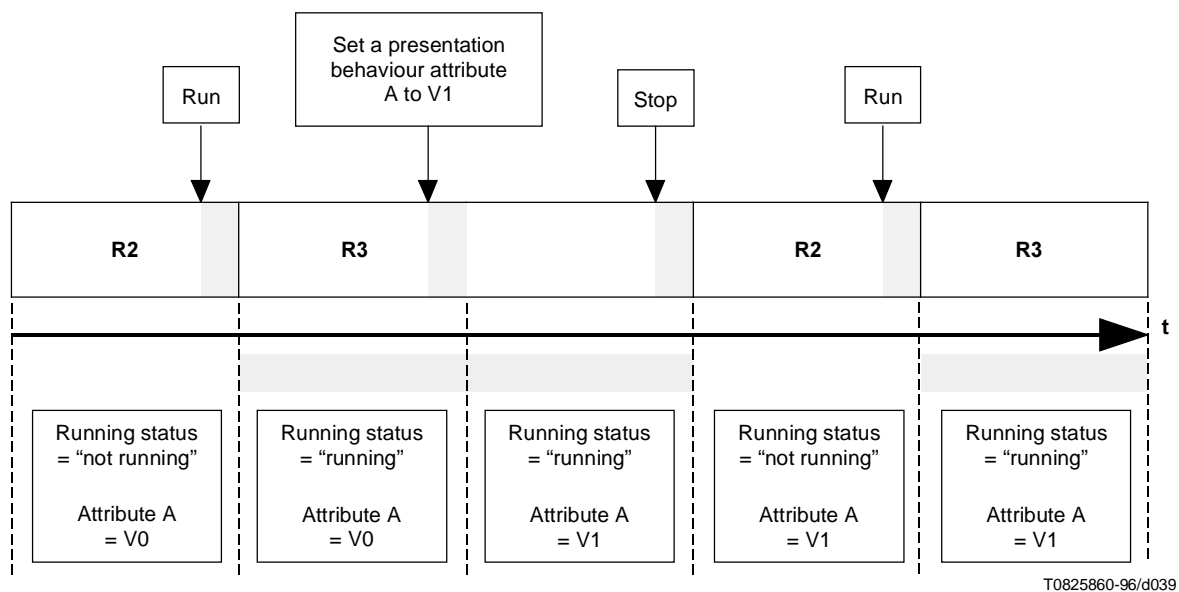 Set a presentation
behaviour attribute
A to V1
Run
Stop
Run
R2
R3
R2
R3
t
Running status
= “not running”
Attribute A
= V0
Running status
= “running”
Attribute A
= V0
Running status
= “running”
Attribute A
= V1
Running status
= “not running”
Attribute A
= V1
Running status
= “running”
Attribute A
= V1
T0825860-96/d039